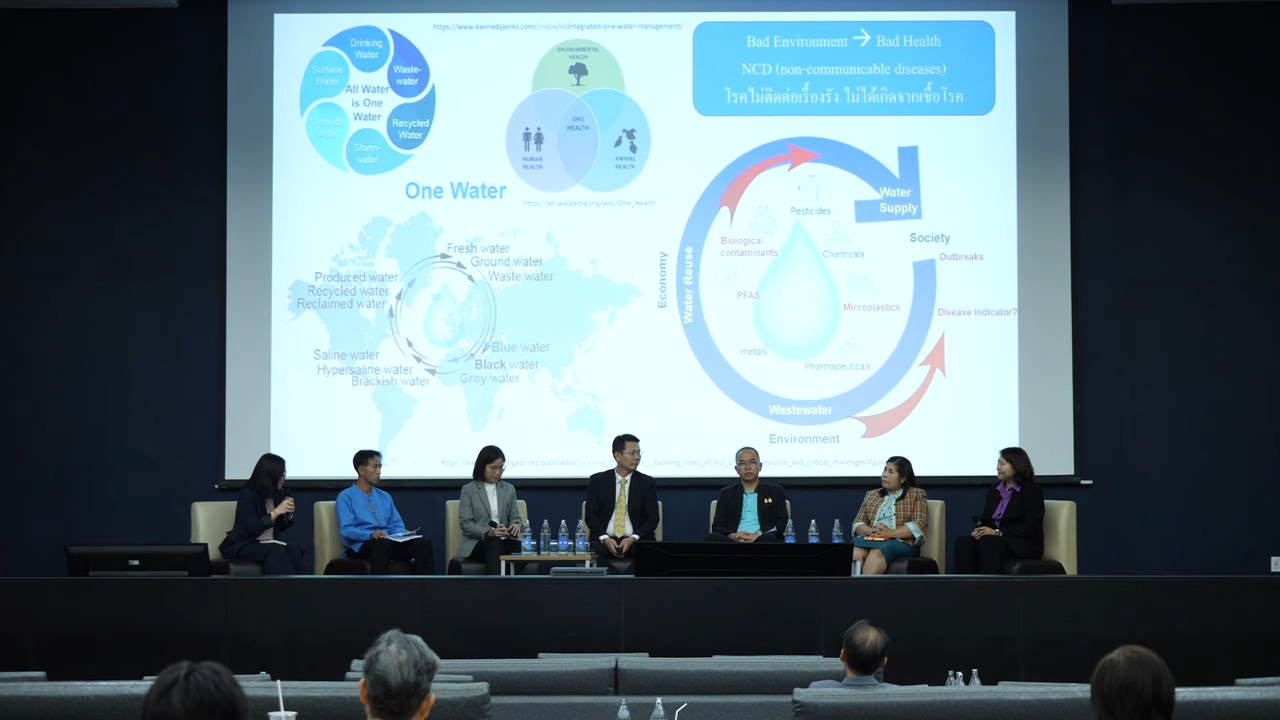 https://www.kennedyjenks.com/
integrated-one-water-management/
Drinking
Water
Waste-
water
Recycled
Water
Storm-
water
Surface
Water
All Water
is One
Water
One Water
ENVIRONMENTAL
HEALTH
ONE
HEALTH
HUMAN
HEALTH
ANIMAL
HEALTH
https://en.wikipedia.org/wiki/One_Health
Bad Environment → Bad Health
NCD (non-communicable diseases)
โรคไม่ติดต่อเรื้อรัง ไม่ได้เกิดจากเชื้อโรค
Fresh water
Ground water
Waste water
Produced water
Recycled water
Reclaimed water
Saline water
Hypersaline water
Brackish water
Blue water
Black water
Grey water
Water
Supply
Society
Outbreaks
Disease indicator?
Economy
Water Reuse
Pesticides
Biological
contaminants
Chemicals
PFAS
Microplastics
metals
Pharmaceuticals
Wastewater
Environment